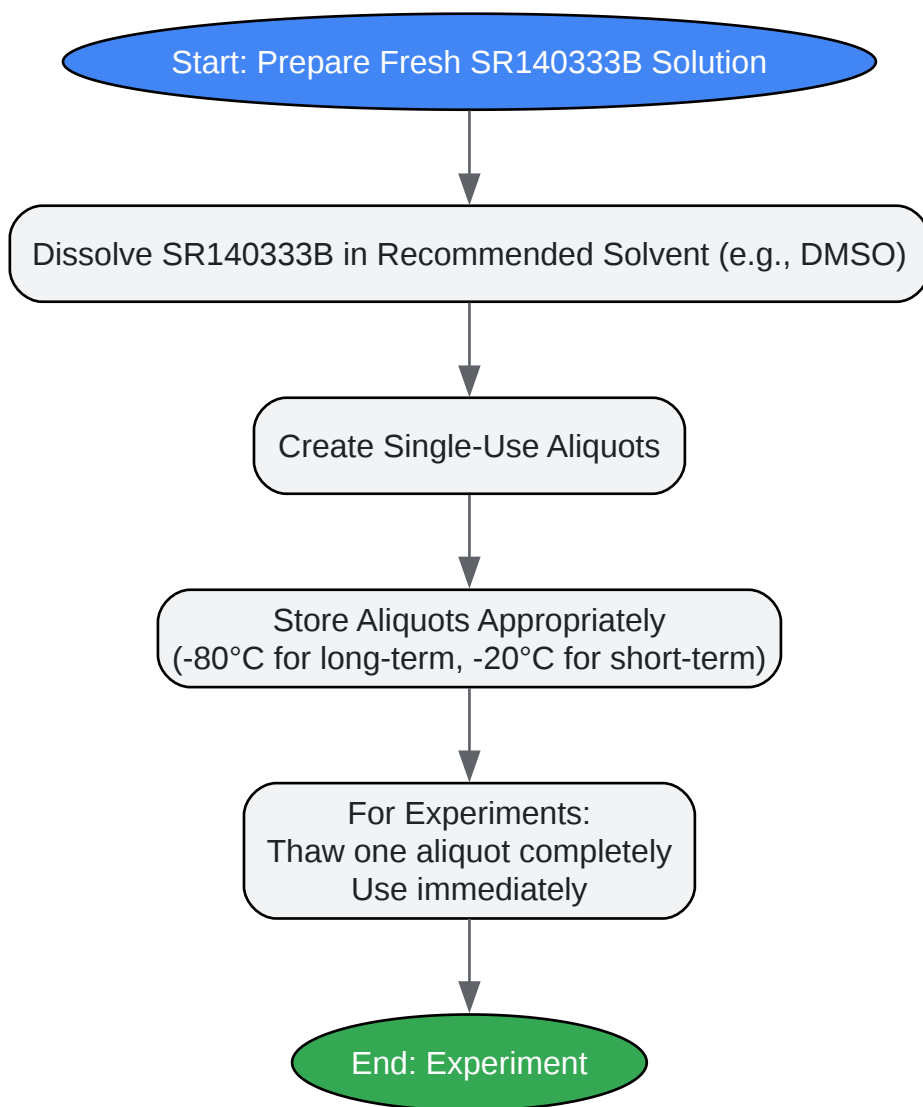 Start: Prepare Fresh SR140333B Solution
Dissolve SR140333B in Recommended Solvent (e.g., DMSO)
Create Single-Use Aliquots
Store Aliquots Appropriately
(-80°C for long-term, -20°C for short-term)
For Experiments:
Thaw one aliquot completely
Use immediately
End: Experiment